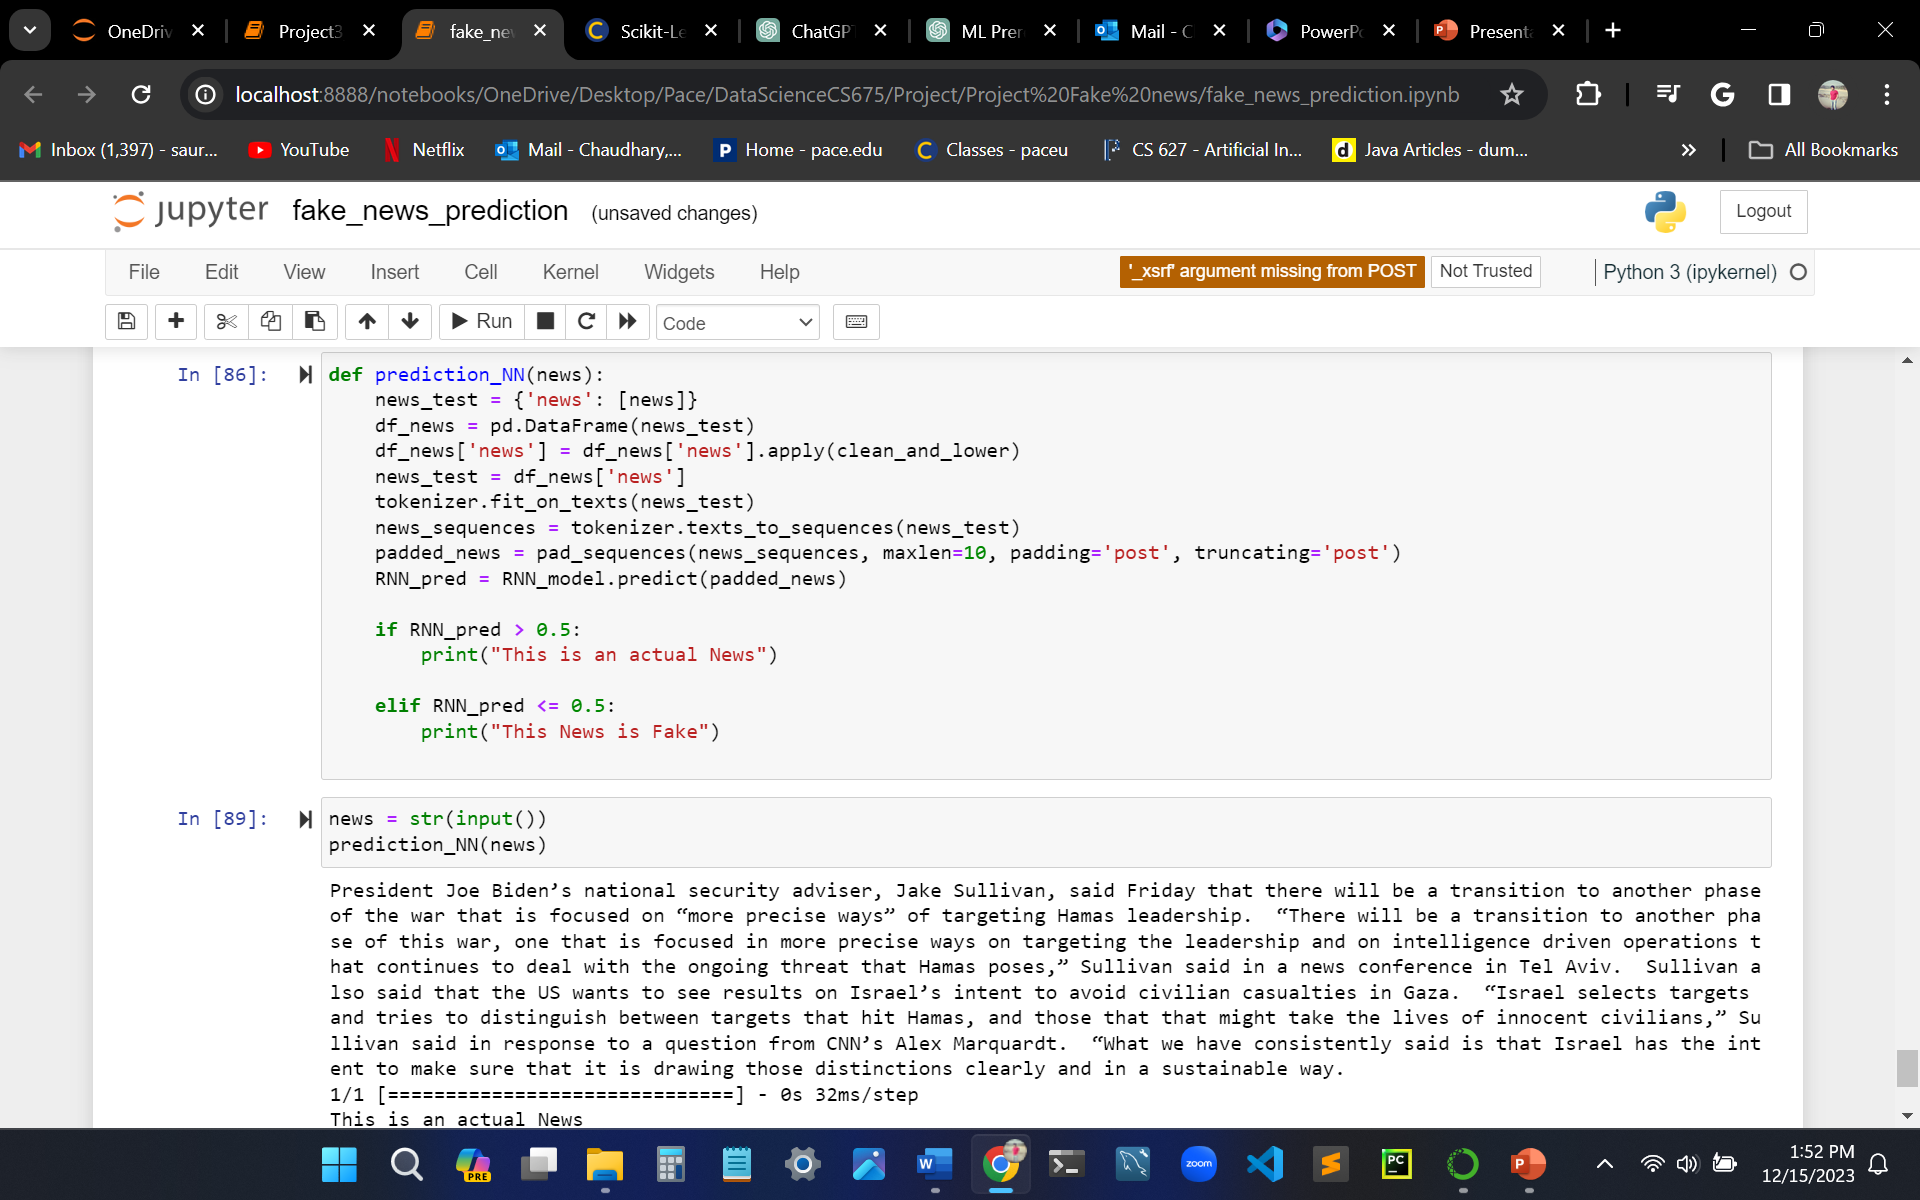 OneDriv
Project3
fake_nev
Scikit-Le
ChatGP
ML Prer
Mail - C
PowerPo
Presenta
localhost:8888/notebooks/OneDrive/Desktop/Pace/DataScienceCS675/Project/Project%20Fake%20news/fake_news_prediction.ipynb
Inbox (1,397) - saur...
YouTube
Netflix
Mail - Chaudhary,...
Home - pace.edu
Classes - paceu
CS 627 - Artificial In...
Java Articles - dum...
All Bookmarks
jupyter fake_news_prediction (unsaved changes)
Logout
File Edit View Insert Cell Kernel Widgets Help
'_xsrf' argument missing from POST
Not Trusted
Python 3 (ipykernel)
Run
Code
In [86]:
def prediction_NN(news):
    news_test = {'news': [news]}
    df_news = pd.DataFrame(news_test)
    df_news['news'] = df_news['news'].apply(clean_and_lower)
    news_test = df_news['news']
    tokenizer.fit_on_texts(news_test)
    news_sequences = tokenizer.texts_to_sequences(news_test)
    padded_news = pad_sequences(news_sequences, maxlen=10, padding='post', truncating='post')
    RNN_pred = RNN_model.predict(padded_news)
    if RNN_pred > 0.5:
        print("This is an actual News")
    elif RNN_pred <= 0.5:
        print("This News is Fake")
In [89]:
news = str(input())
prediction_NN(news)
President Joe Biden’s national security adviser, Jake Sullivan, said Friday that there will be a transition to another phase
of the war that is focused on “more precise ways” of targeting Hamas leadership.  “There will be a transition to another pha
se of this war, one that is focused in more precise ways on targeting the leadership and on intelligence driven operations t
hat continues to deal with the ongoing threat that Hamas poses,” Sullivan said in a news conference in Tel Aviv.  Sullivan a
lso said that the US wants to see results on Israel’s intent to avoid civilian casualties in Gaza.  “Israel selects targets
and tries to distinguish between targets that hit Hamas, and those that that might take the lives of innocent civilians,” Su
llivan said in response to a question from CNN’s Alex Marquardt.  “What we have consistently said is that Israel has the int
ent to make sure that it is drawing those distinctions clearly and in a sustainable way.
1/1 [==============================] - 0s 32ms/step
This is an actual News
PRE
zoom
PC
1:52 PM
12/15/2023